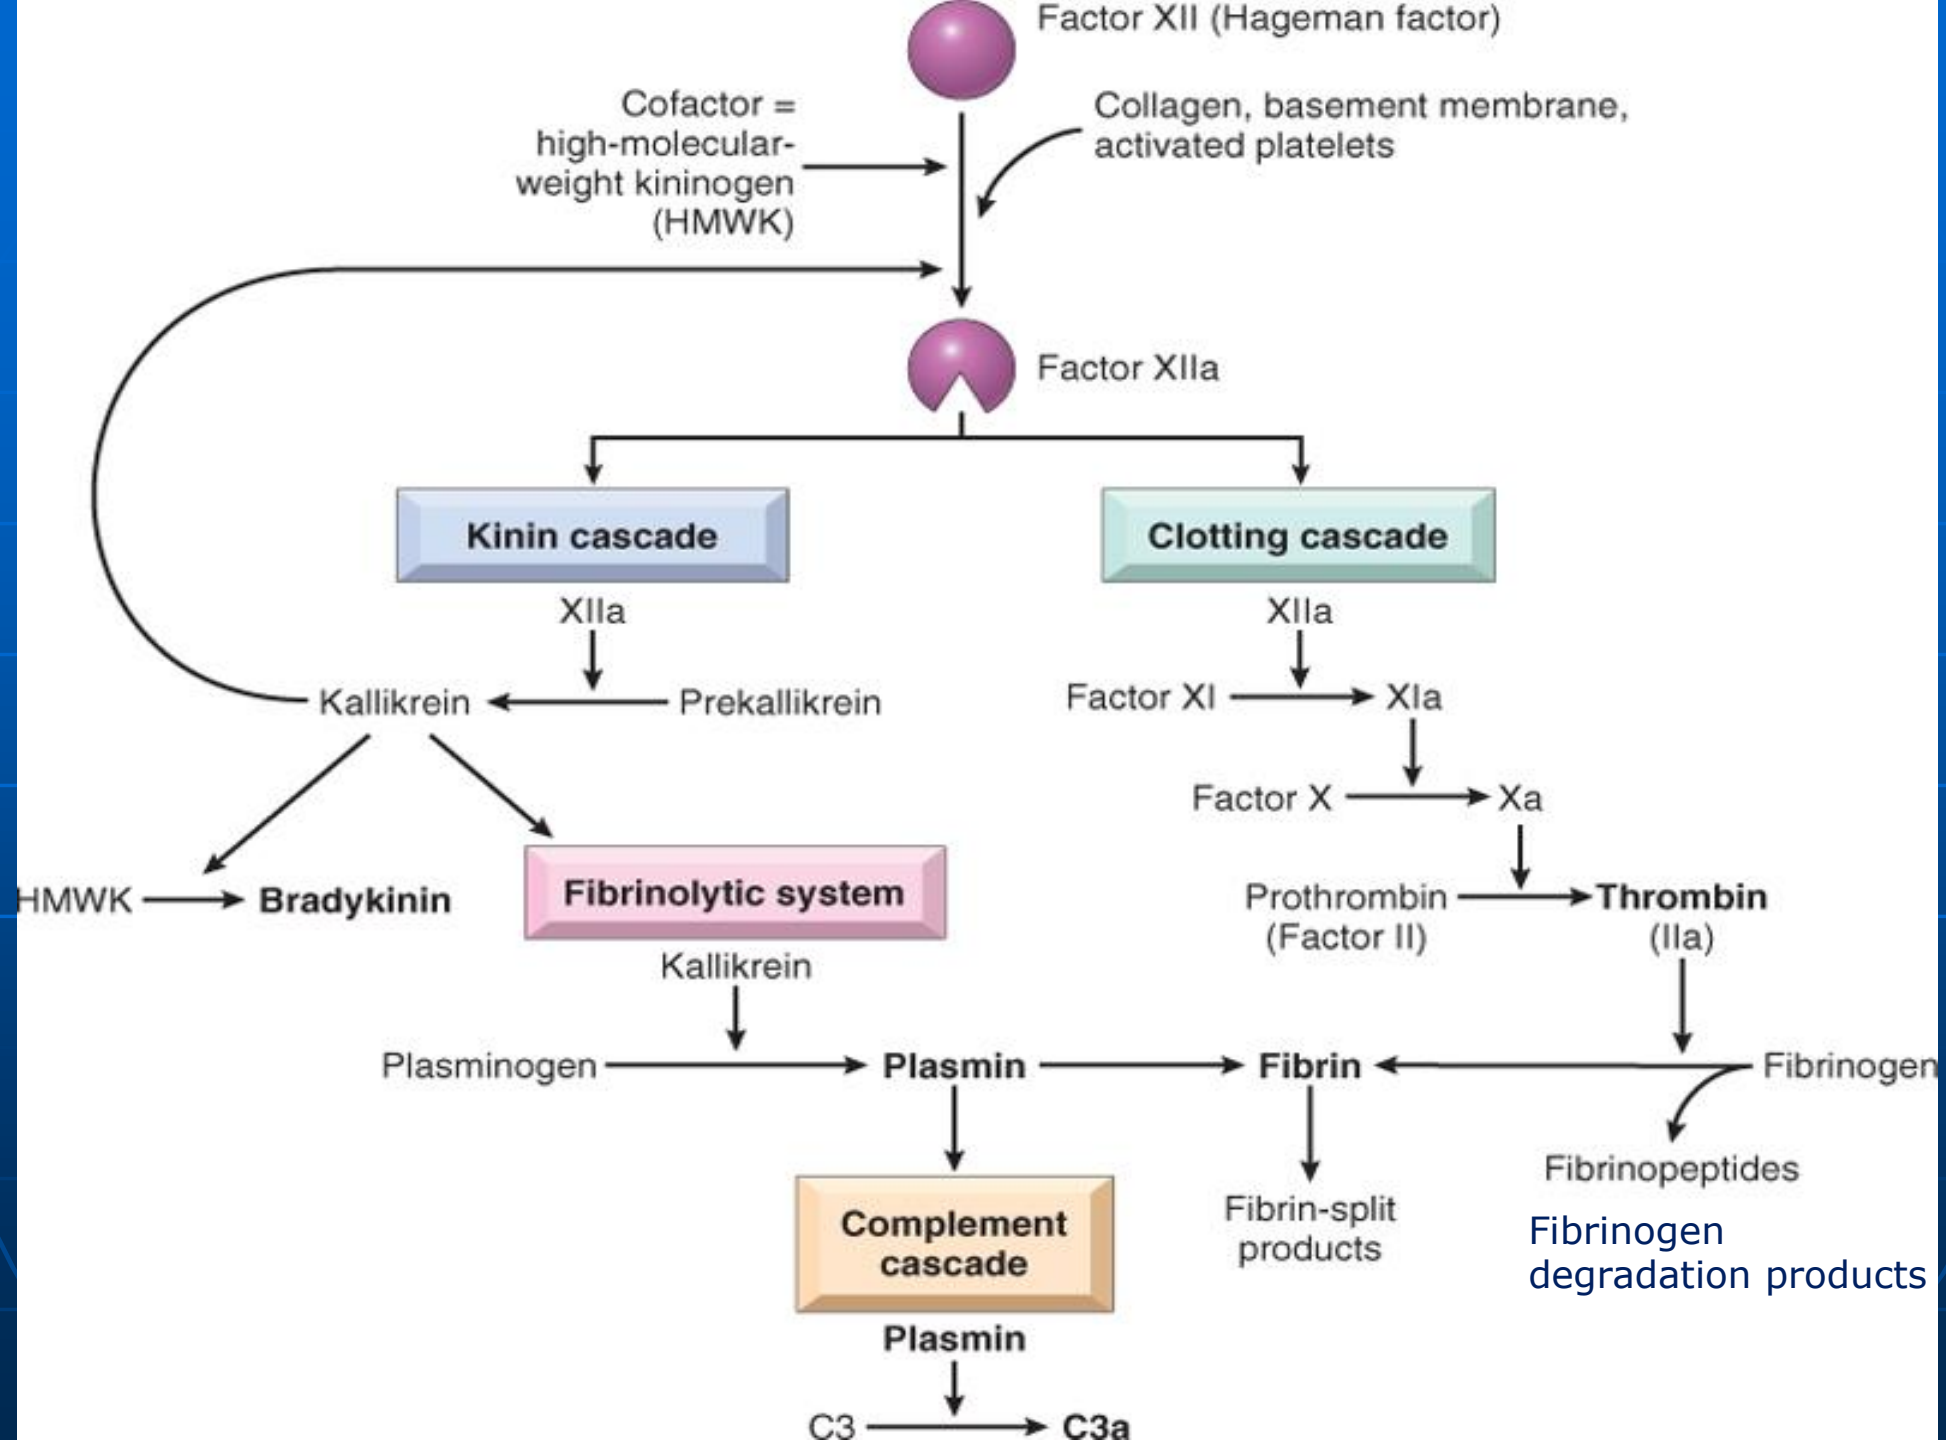 Factor XII (Hageman factor)
Cofactor =
high-molecular-
weight kininogen
(HMWK)
Collagen, basement membrane,
activated platelets
Factor XIIa
Kinin cascade
Clotting cascade
XIIa
XIIa
Kallikrein
Prekallikrein
Factor XI
XIa
Factor X
Xa
HMWK
Bradykinin
Fibrinolytic system
Prothrombin
(Factor II)
Thrombin
(IIa)
Kallikrein
Plasminogen
Plasmin
Fibrin
Fibrinogen
Fibrinopeptides
Fibrin-split
products
Fibrinogen
degradation products
Complement
cascade
Plasmin
C3
C3a